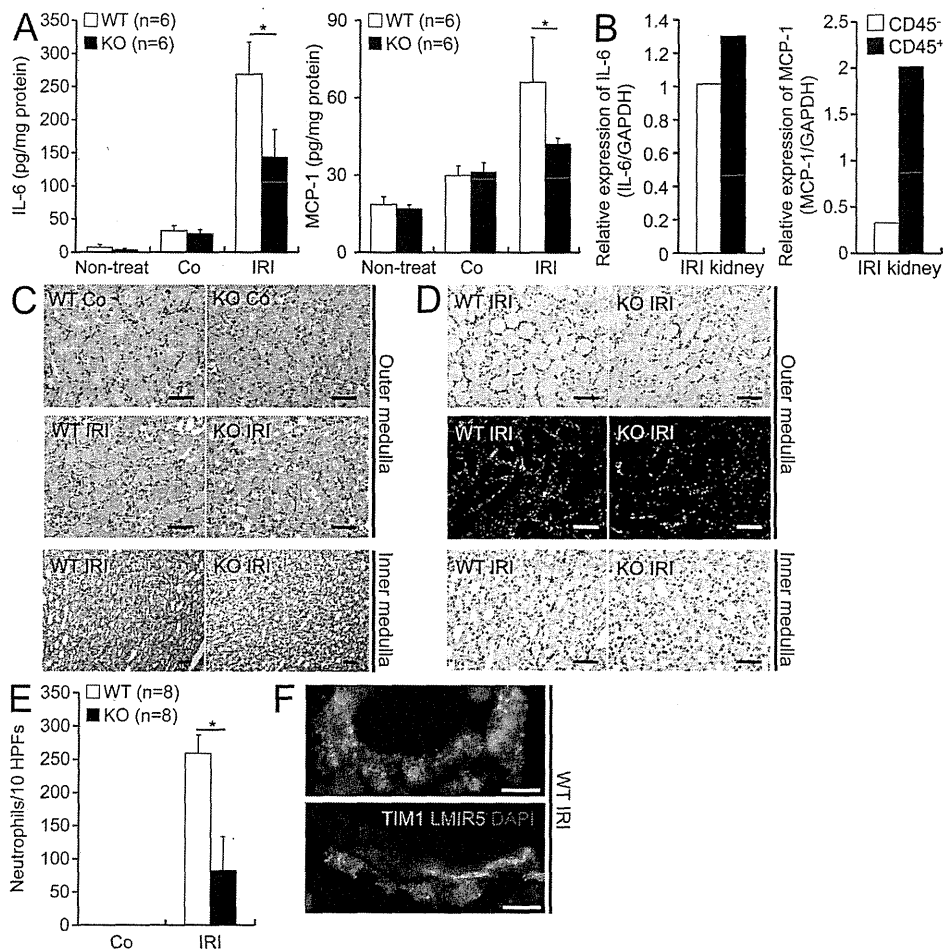 A
WT (n=6)
KO (n=6)
IL-6 (pg/mg protein)
350
300
250
200
150
100
50
0
*
Non-treat
Co
IRI
WT (n=6)
KO (n=6)
MCP-1 (pg/mg protein)
90
60
30
0
*
Non-treat
Co
IRI
B
Relative expression of IL-6
(IL-6/GAPDH)
1.4
1.2
1
0.8
0.6
0.4
0.2
0
IRI kidney
Relative expression of MCP-1
(MCP-1/GAPDH)
2.5
2
1.5
1
0.5
0
IRI kidney
CD45-
CD45+
C
WT Co
KO Co
WT IRI
KO IRI
Outer medulla
WT IRI
KO IRI
Inner medulla
D
WT IRI
KO IRI
WT IRI
KO IRI
Outer medulla
WT IRI
KO IRI
Inner medulla
E
WT (n=8)
KO (n=8)
Neutrophils/10 HPFs
350
300
250
200
150
100
50
0
*
Co
IRI
F
TIM1 LMIR5 DAPI
WT IRI